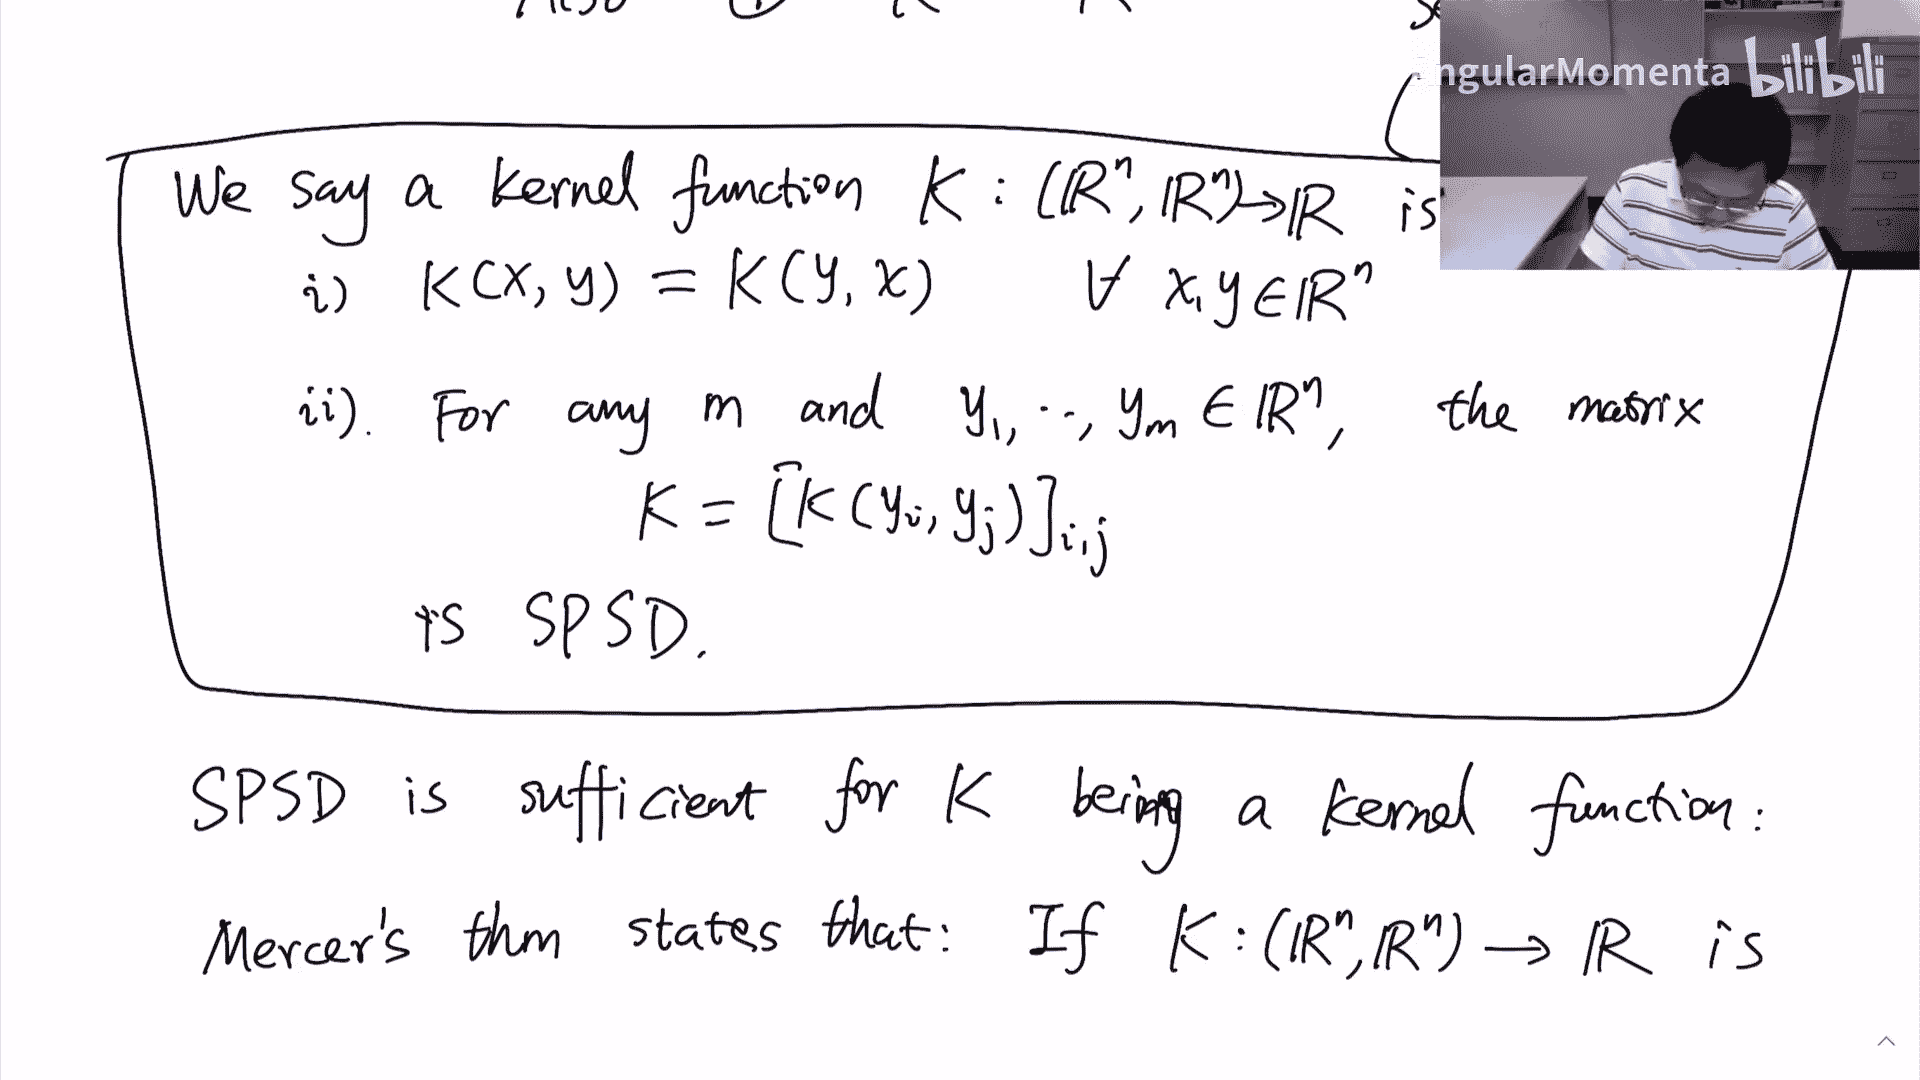 We say a kernel function K : (ℝⁿ, ℝⁿ)→ℝ is
i) K(x, y) = K(y, x) ∀ x, y ∈ ℝⁿ
ii). For any m and y₁, ··, yₘ ∈ ℝⁿ, the matrix
K = [K(yᵢ, yⱼ)]ᵢ,ⱼ
is SPSD.
SPSD is sufficient for K being a kernel function:
Mercer's thm states that: If K : (ℝⁿ, ℝⁿ) → ℝ is
ngularMomenta bilibili